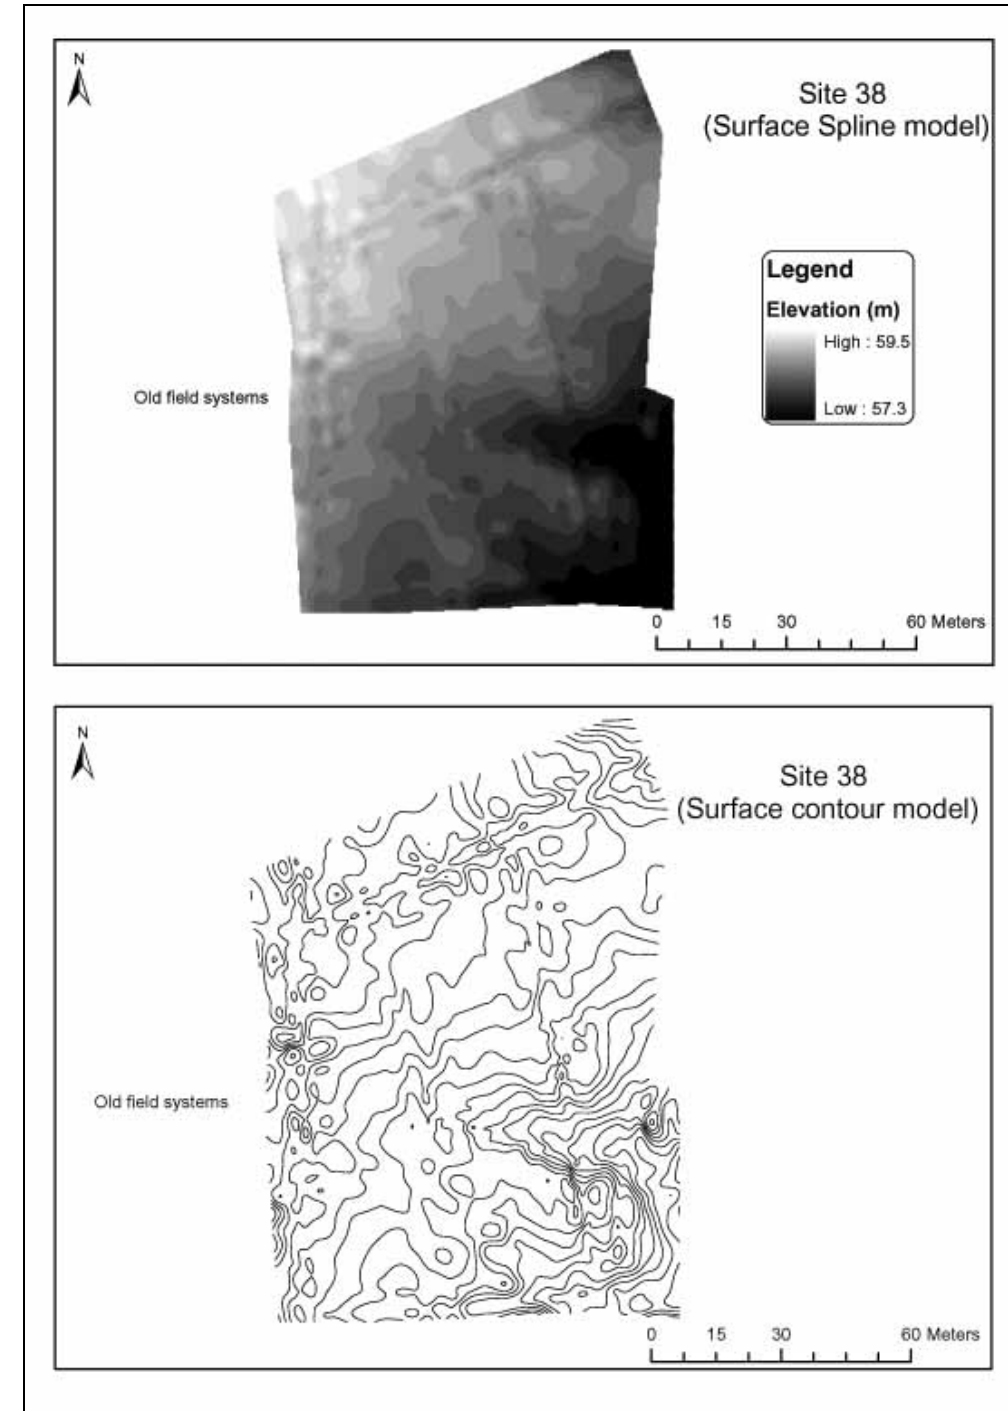 N
Site 38
(Surface Spline model)
Legend
Elevation (m)
High : 59.5
Low : 57.3
Old field systems
0 15 30 60 Meters
N
Site 38
(Surface contour model)
Old field systems
0 15 30 60 Meters